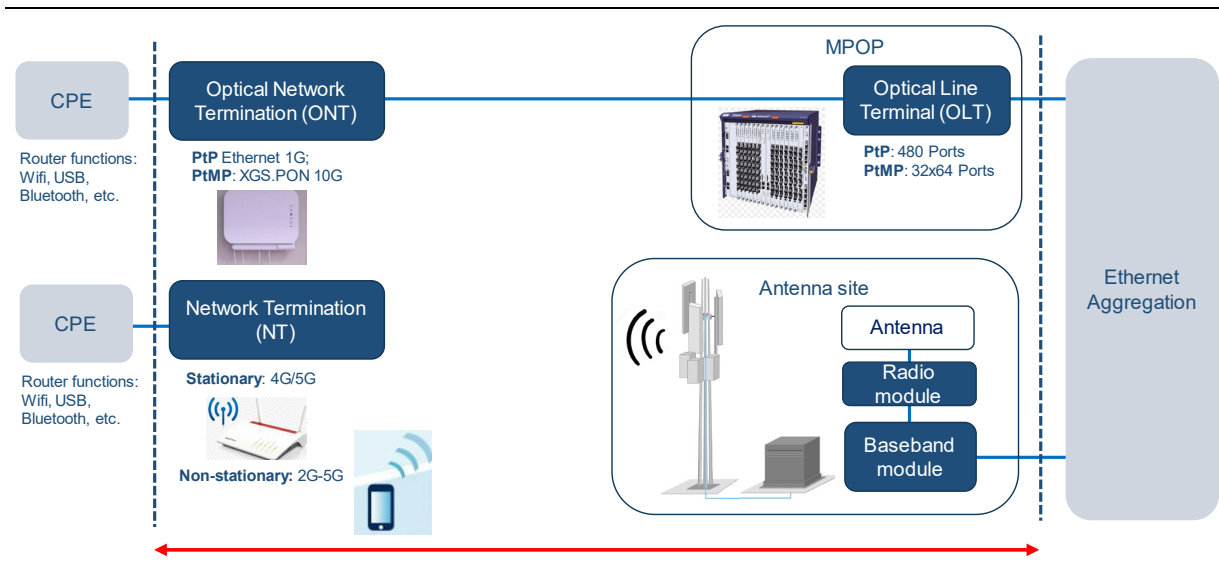 MPOP
CPE
Optical Network
Termination (ONT)
Optical Line
Terminal (OLT)
Router functions:
Wifi, USB,
Bluetooth, etc.
PtP Ethernet 1G;
PtMP: XGS.PON 10G
PtP: 480 Ports
PtMP: 32x64 Ports
Ethernet
Aggregation
CPE
Network Termination
(NT)
Antenna site
Antenna
Radio
module
Baseband
module
Router functions:
Wifi, USB,
Bluetooth, etc.
Stationary: 4G/5G
Non-stationary: 2G-5G